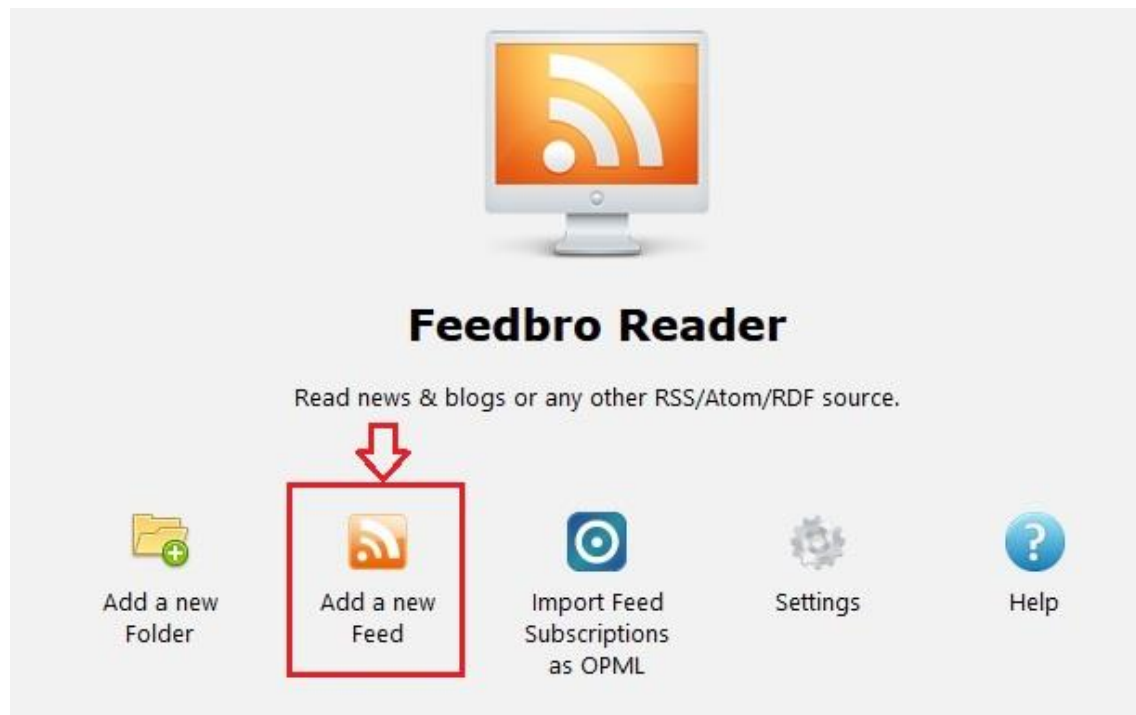 Feedbro Reader
Read news & blogs or any other RSS/Atom/RDF source.
Add a new
Folder
Add a new
Feed
Import Feed
Subscriptions
as OPML
Settings
Help